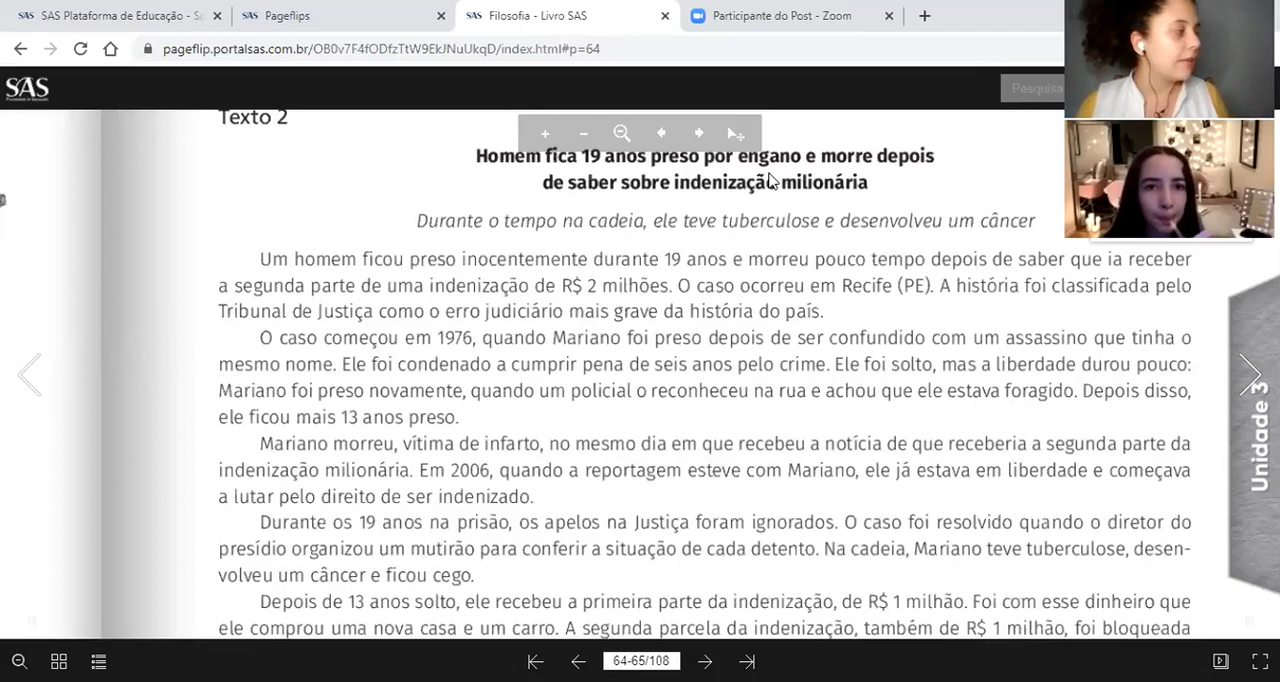 SAS Plataforma de Educação - S
Pageflips
Filosofia - Livro SAS
Participante do Post - Zoom
pageflip.portalsas.com.br/OB0v7F4fODfzTtW9EkJNuUkqD/index.html#p=64
SAS
Pesquisa
Texto 2
Homem fica 19 anos preso por engano e morre depois
de saber sobre indenização milionária
Durante o tempo na cadeia, ele teve tuberculose e desenvolveu um câncer
Um homem ficou preso inocentemente durante 19 anos e morreu pouco tempo depois de saber que ia receber
a segunda parte de uma indenização de R$ 2 milhões. O caso ocorreu em Recife (PE). A história foi classificada pelo
Tribunal de Justiça como o erro judiciário mais grave da história do país.
O caso começou em 1976, quando Mariano foi preso depois de ser confundido com um assassino que tinha o
mesmo nome. Ele foi condenado a cumprir pena de seis anos pelo crime. Ele foi solto, mas a liberdade durou pouco:
Mariano foi preso novamente, quando um policial o reconheceu na rua e achou que ele estava foragido. Depois disso,
ele ficou mais 13 anos preso.
Mariano morreu, vítima de infarto, no mesmo dia em que recebeu a notícia de que receberia a segunda parte da
indenização milionária. Em 2006, quando a reportagem esteve com Mariano, ele já estava em liberdade e começava
a lutar pelo direito de ser indenizado.
Durante os 19 anos na prisão, os apelos na Justiça foram ignorados. O caso foi resolvido quando o diretor do
presídio organizou um mutirão para conferir a situação de cada detento. Na cadeia, Mariano teve tuberculose, desen-
volveu um câncer e ficou cego.
Depois de 13 anos solto, ele recebeu a primeira parte da indenização, de R$ 1 milhão. Foi com esse dinheiro que
ele comprou uma nova casa e um carro. A segunda parcela da indenização, também de R$ 1 milhão, foi bloqueada
Unidade 3
64-65/108